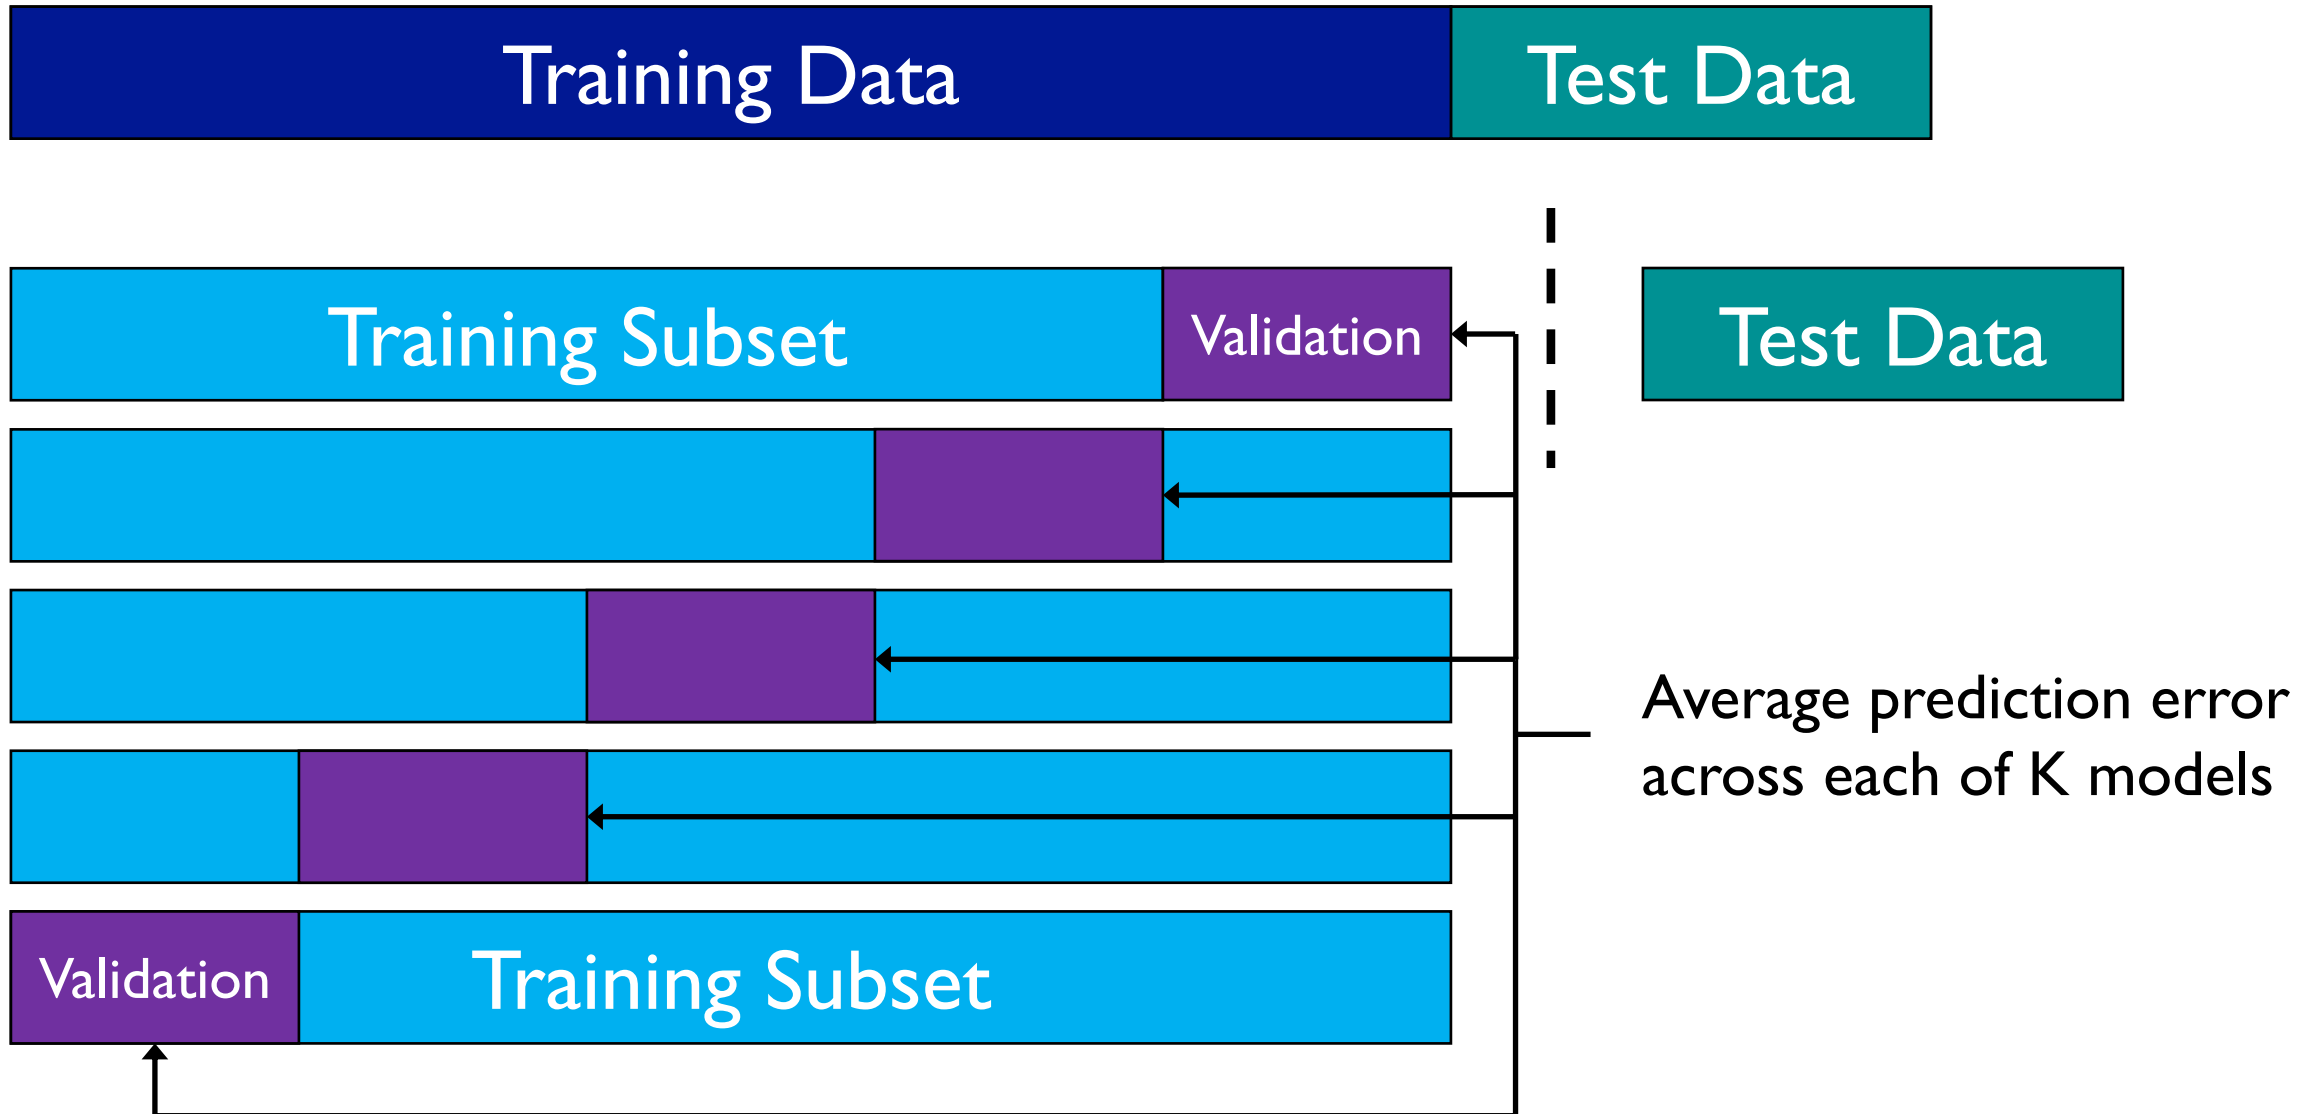 Training Data
Test Data
Training Subset
Validation
Test Data
Average prediction error
across each of K models
Validation
Training Subset